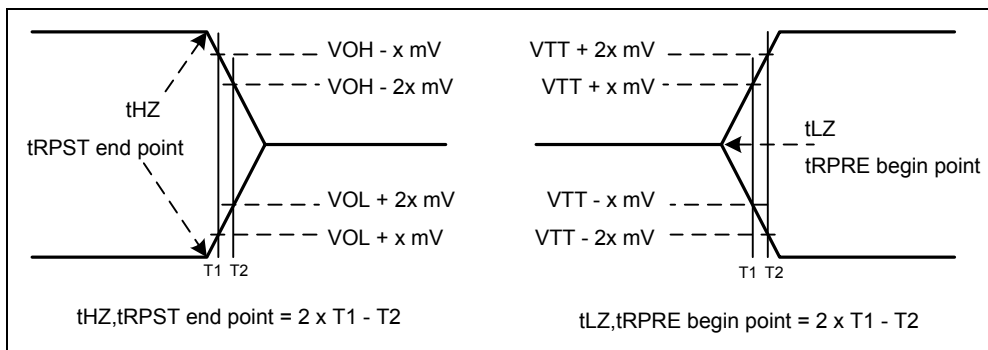 VOH - x mV
VOH - 2x mV
tHZ
tRPST end point
VOL + 2x mV
VOL + x mV
T1 T2
tHZ,tRPST end point = 2 x T1 - T2
VTT + 2x mV
VTT + x mV
tLZ
tRPRE begin point
VTT - x mV
VTT - 2x mV
T1 T2
tLZ,tRPRE begin point = 2 x T1 - T2